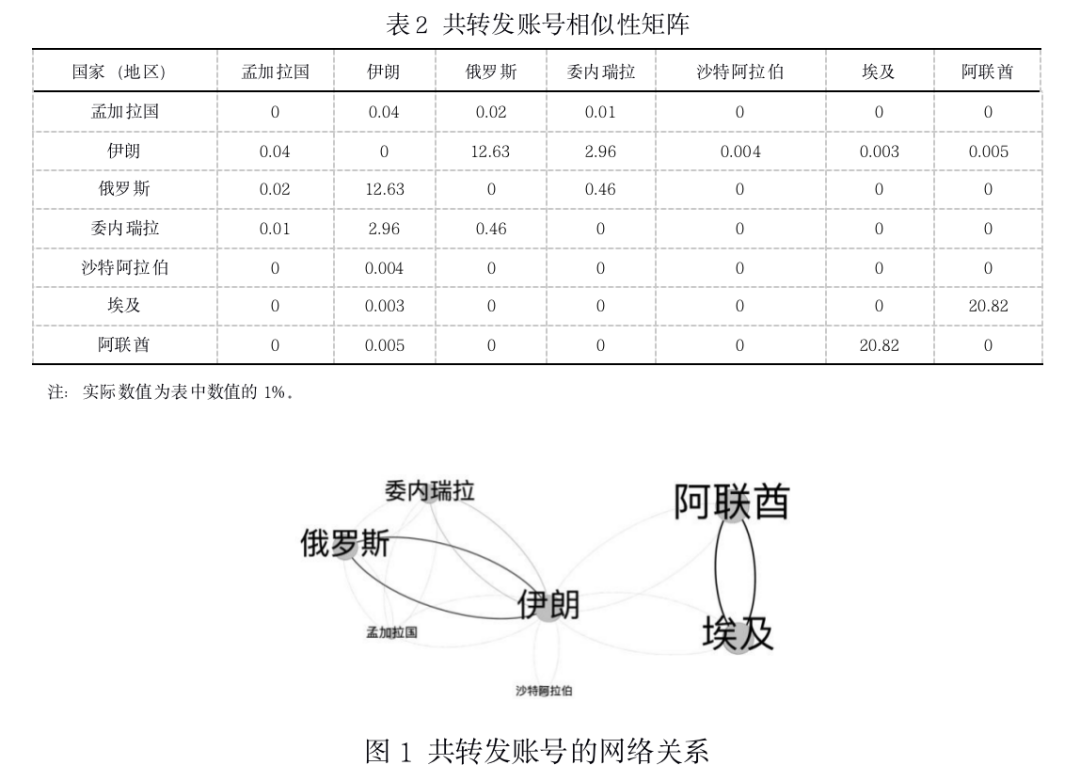 表 2 共转发账号相似性矩阵
国家（地区） 孟加拉国 伊朗 俄罗斯 委内瑞拉 沙特阿拉伯 埃及 阿联酋
孟加拉国 0 0.04 0.02 0.01 0 0 0
伊朗 0.04 0 12.63 2.96 0.004 0.003 0.005
俄罗斯 0.02 12.63 0 0.46 0 0 0
委内瑞拉 0.01 2.96 0.46 0 0 0 0
沙特阿拉伯 0 0.004 0 0 0 0 0
埃及 0 0.003 0 0 0 0 20.82
阿联酋 0 0.005 0 0 0 20.82 0
注：实际数值为表中数值的 1%。
委内瑞拉
阿联酋
俄罗斯
伊朗
孟加拉国
埃及
沙特阿拉伯
图 1 共转发账号的网络关系